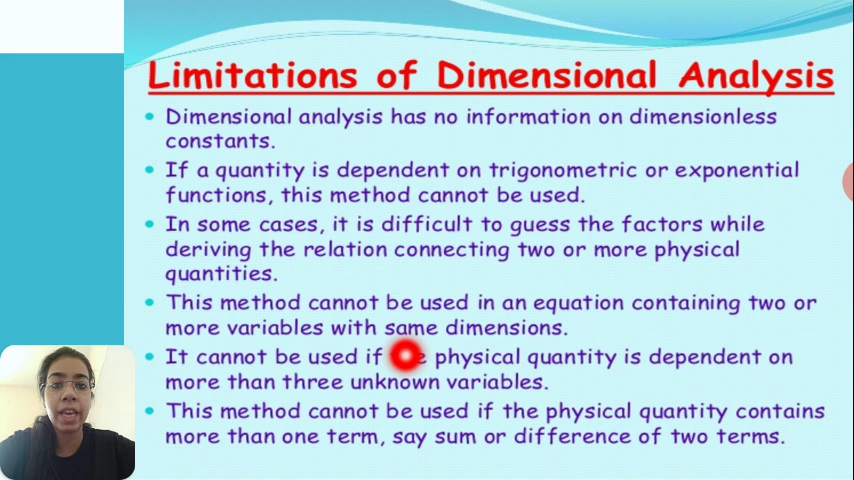 Limitations of Dimensional Analysis
Dimensional analysis has no information on dimensionless
constants.
If a quantity is dependent on trigonometric or exponential
functions, this method cannot be used.
In some cases, it is difficult to guess the factors while
deriving the relation connecting two or more physical
quantities.
This method cannot be used in an equation containing two or
more variables with same dimensions.
It cannot be used if physical quantity is dependent on
more than three unknown variables.
This method cannot be used if the physical quantity contains
more than one term, say sum or difference of two terms.